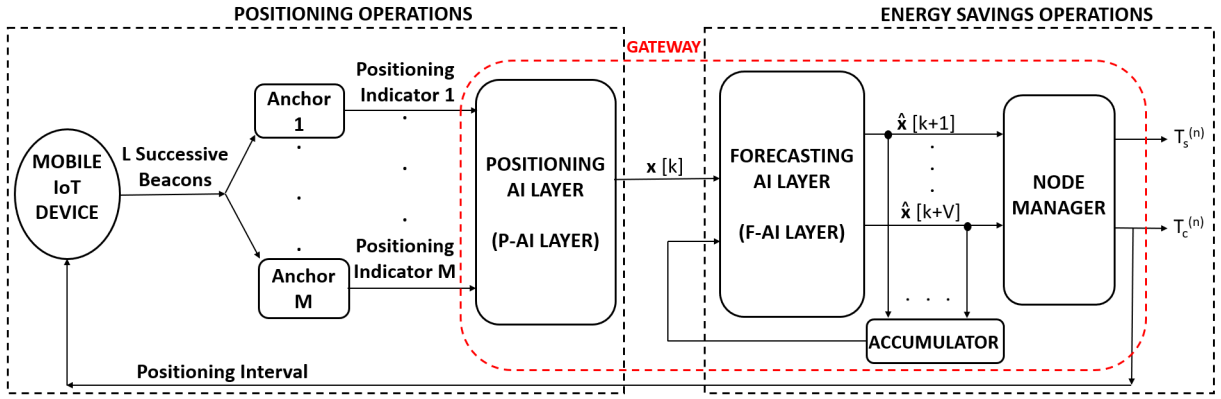 POSITIONING OPERATIONS
ENERGY SAVINGS OPERATIONS
GATEWAY
MOBILE
IoT
DEVICE
L Successive
Beacons
Anchor
1
Anchor
M
Positioning
Indicator 1
Positioning
Indicator M
POSITIONING
AI LAYER
(P-AI LAYER)
x [k]
FORECASTING
AI LAYER
(F-AI LAYER)
x̂ [k+1]
x̂ [k+V]
ACCUMULATOR
NODE
MANAGER
Tₛ⁽ⁿ⁾
T_c⁽ⁿ⁾
Positioning Interval